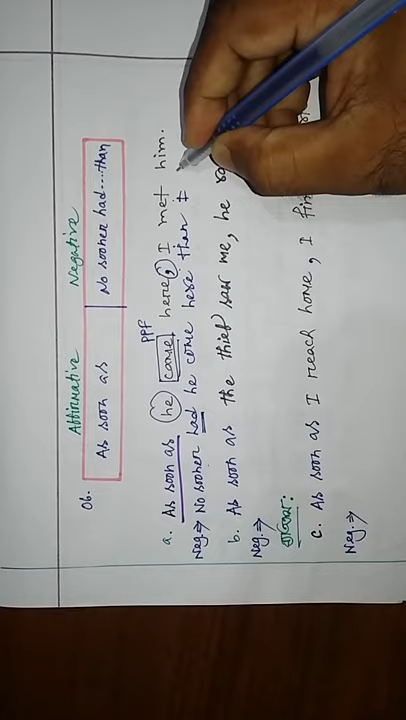 Affirmative Negative
06. As soon as No sooner had...than
PPF
a. As soon as he came here, I met him.
Neg.⇒ No sooner had he come here than I
b. As soon as the thief saw me, he
Neg.⇒
c. As soon as I reach home, I
Neg.⇒